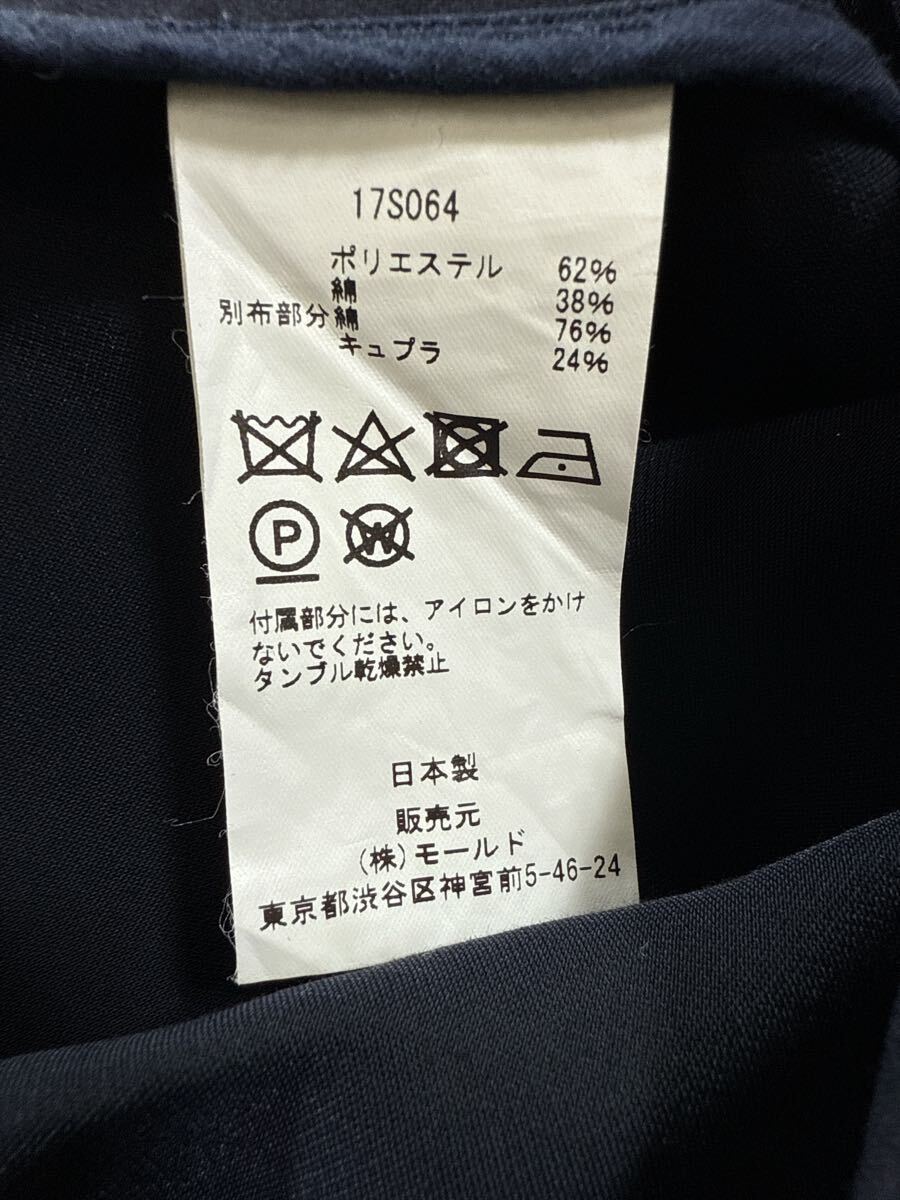 17S064
ポリエステル 62%
綿 38%
別布部分 綿 76%
キュプラ 24%
P
W
付属部分には、アイロンをかけ
ないでください。
タンブル乾燥禁止
日本製
販売元
(株)モールド
東京都渋谷区神宮前5-46-24